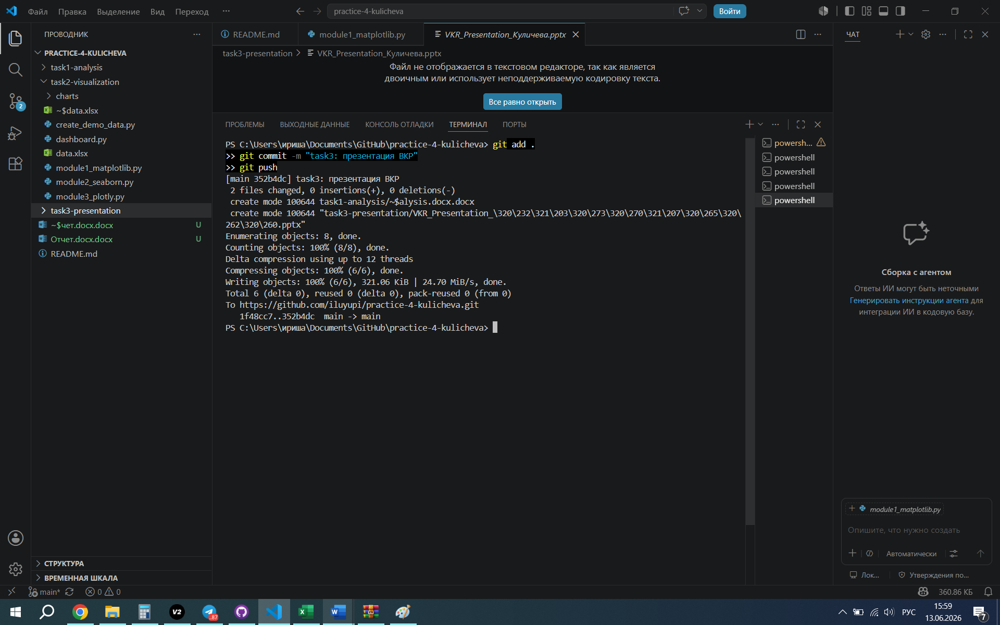 Файл Правка Выделение Вид Переход ···
practice-4-kulicheva
Войти
ПРОВОДНИК
PRACTICE-4-KULICHEVA
task1-analysis
task2-visualization
charts
~$data.xlsx
create_demo_data.py
dashboard.py
data.xlsx
module1_matplotlib.py
module2_seaborn.py
module3_plotly.py
task3-presentation
~$чет.docx.docx U
Отчет.docx.docx U
README.md
СТРУКТУРА
ВРЕМЕННАЯ ШКАЛА
2
README.md
module1_matplotlib.py
VKR_Presentation_Куличева.pptx
task3-presentation > VKR_Presentation_Куличева.pptx
Файл не отображается в текстовом редакторе, так как является
двоичным или использует неподдерживаемую кодировку текста.
Все равно открыть
ПРОБЛЕМЫ ВЫХОДНЫЕ ДАННЫЕ КОНСОЛЬ ОТЛАДКИ ТЕРМИНАЛ ПОРТЫ
PS C:\Users\ириша\Documents\GitHub\practice-4-kulicheva> git add .
>> git commit -m "task3: презентация ВКР"
>> git push
[main 352b4dc] task3: презентация ВКР
2 files changed, 0 insertions(+), 0 deletions(-)
create mode 100644 task1-analysis/~$alysis.docx.docx
create mode 100644 "task3-presentation/VKR_Presentation_\320\232\321\203\320\273\320\270\321\207\320\265\320\
262\320\260.pptx"
Enumerating objects: 8, done.
Counting objects: 100% (8/8), done.
Delta compression using up to 12 threads
Compressing objects: 100% (6/6), done.
Writing objects: 100% (6/6), 321.06 KiB | 24.70 MiB/s, done.
Total 6 (delta 0), reused 0 (delta 0), pack-reused 0 (from 0)
To https://github.com/iluyupi/practice-4-kulicheva.git
1f48cc7..352b4dc main -> main
PS C:\Users\ириша\Documents\GitHub\practice-4-kulicheva>
powersh...
powershell
powershell
powershell
powershell
ЧАТ
Сборка с агентом
Ответы ИИ могут быть неточными
Генерировать инструкции агента для
интеграции ИИ в кодовую базу.
module1_matplotlib.py
Опишите, что нужно создать
Автоматически
Лок... Утверждения по...
main* 0 0
360.86 КБ
V2
..87
РУС
15:59
13.06.2026
7